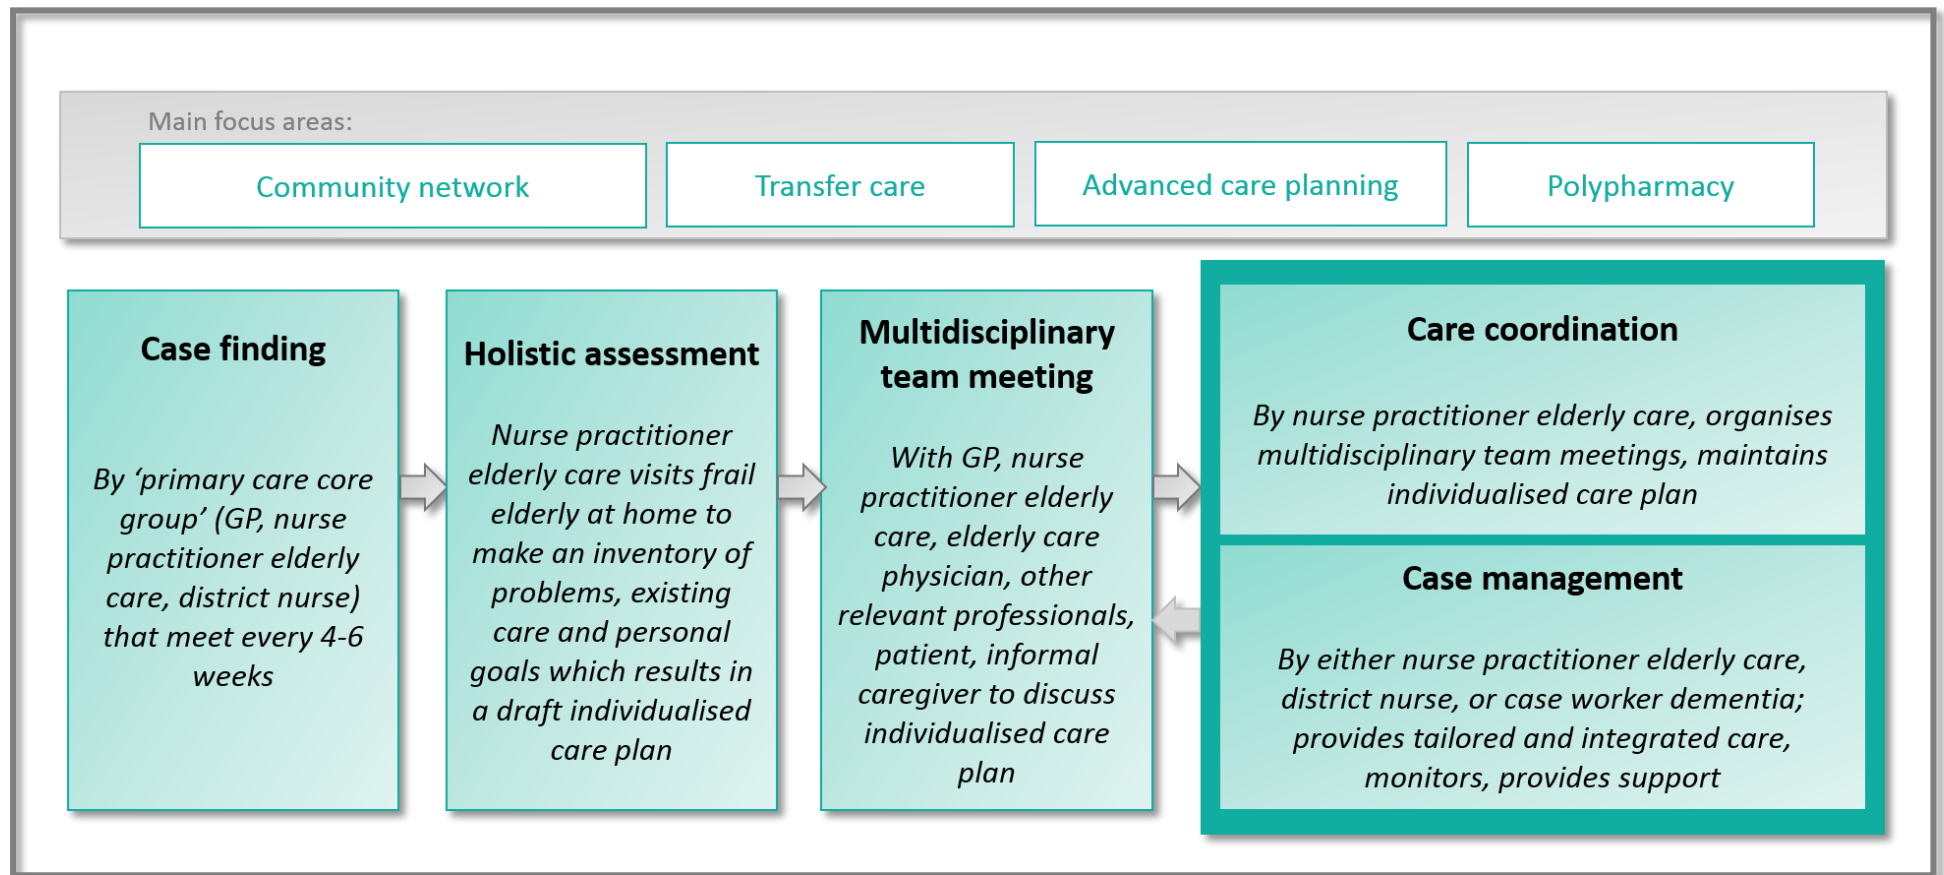 Main focus areas:
Community network
Transfer care
Advanced care planning
Polypharmacy
Case finding
By ‘primary care core
group’ (GP, nurse
practitioner elderly
care, district nurse)
that meet every 4-6
weeks
Holistic assessment
Nurse practitioner
elderly care visits frail
elderly at home to
make an inventory of
problems, existing
care and personal
goals which results in
a draft individualised
care plan
Multidisciplinary
team meeting
With GP, nurse
practitioner elderly
care, elderly care
physician, other
relevant professionals,
patient, informal
caregiver to discuss
individualised care
plan
Care coordination
By nurse practitioner elderly care, organises
multidisciplinary team meetings, maintains
individualised care plan
Case management
By either nurse practitioner elderly care,
district nurse, or case worker dementia;
provides tailored and integrated care,
monitors, provides support